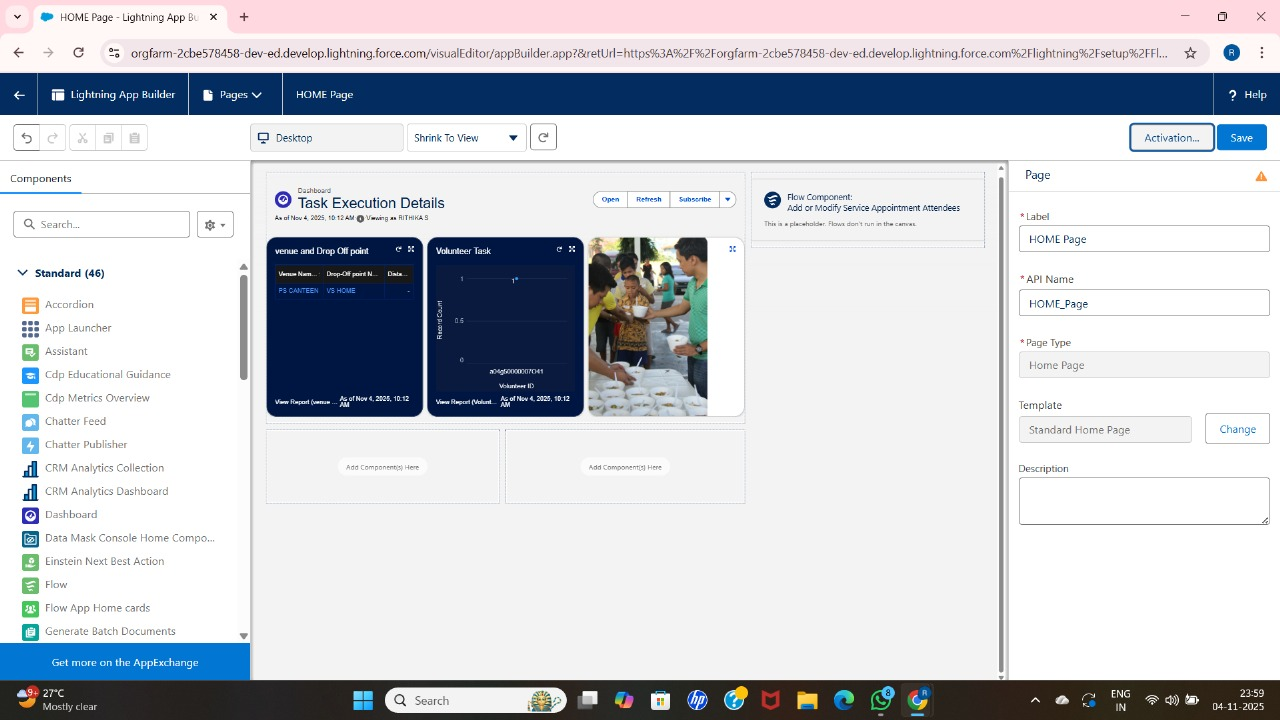 HOME Page - Lightning App Bu
orgfarm-2cbe578458-dev-ed.develop.lightning.force.com/visualEditor/appBuilder.app?&retUrl=https%3A%2F%2Forgfarm-2cbe578458-dev-ed.develop.lightning.force.com%2Flightning%2Fsetup%2FFl...
R
Lightning App Builder
Pages
HOME Page
? Help
Desktop
Shrink To View
Activation...
Save
Components
Search...
Standard (46)
Accordion
App Launcher
Assistant
Cdp Educational Guidance
Cdp Metrics Overview
Chatter Feed
Chatter Publisher
CRM Analytics Collection
CRM Analytics Dashboard
Dashboard
Data Mask Console Home Compo...
Einstein Next Best Action
Flow
Flow App Home cards
Generate Batch Documents
Get more on the AppExchange
Dashboard
Task Execution Details
As of Nov 4, 2025, 10:12 AM Viewing as RITHIKA S
Open
Refresh
Subscribe
venue and Drop Off point
Venue Nam...
Drop-Off point N...
Dista...
PS CANTEEN
VS HOME
-
View Report (venue ...
As of Nov 4, 2025, 10:12 AM
Volunteer Task
Record Count
1
0.5
0
1
a04g50000007O41
Volunteer ID
View Report (Volunt...
As of Nov 4, 2025, 10:12 AM
Add Component(s) Here
Add Component(s) Here
Flow Component:
Add or Modify Service Appointment Attendees
This is a placeholder. Flows don't run in the canvas.
Page
*Label
HOME Page
*API Name
HOME_Page
*Page Type
Home Page
Template
Standard Home Page
Change
Description
9+
27°C
Mostly clear
Search
8
R
ENG
IN
23:59
04-11-2025